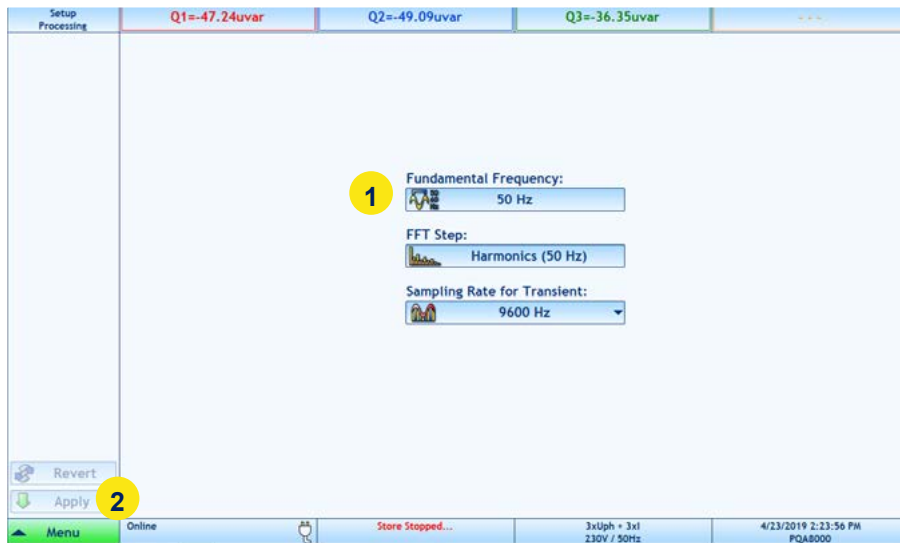 Setup
Processing
Q1=-47.24uvar
Q2=-49.09uvar
Q3=-36.35uvar
---
Fundamental Frequency:
1
50 Hz
FFT Step:
Harmonics (50 Hz)
Sampling Rate for Transient:
9600 Hz
Revert
Apply
2
Menu
Online
Store Stopped...
3xUph + 3xI
230V / 50Hz
4/23/2019 2:23:56 PM
PQA8000